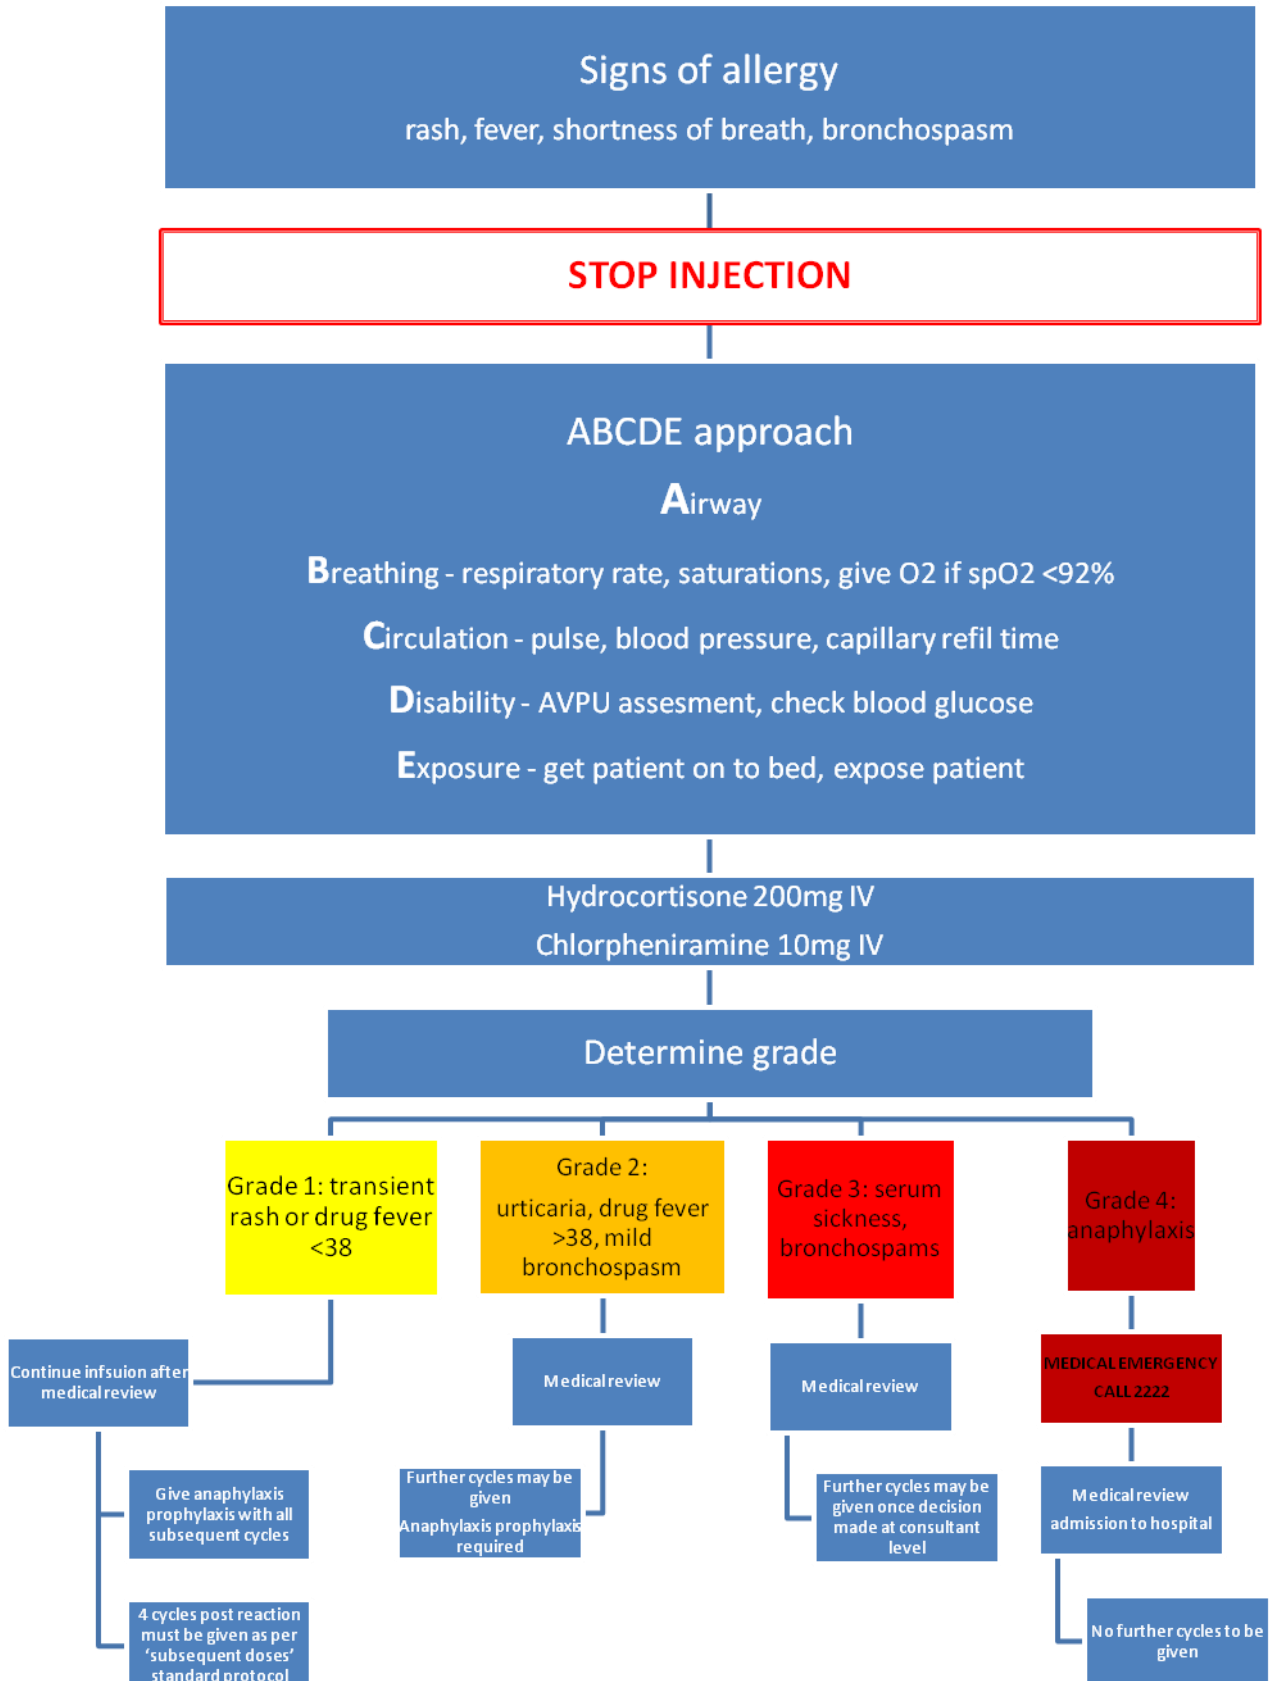 Signs of allergy
rash, fever, shortness of breath, bronchospasm
STOP INJECTION
ABCDE approach
Airway
Breathing - respiratory rate, saturations, give O2 if spO2 <92%
Circulation - pulse, blood pressure, capillary refil time
Disability - AVPU assesment, check blood glucose
Exposure - get patient on to bed, expose patient
Hydrocortisone 200mg IV
Chlorpheniramine 10mg IV
Determine grade
Grade 1: transient
rash or drug fever
<38
Grade 2:
urticaria, drug fever
>38, mild
bronchospasm
Grade 3: serum
sickness,
bronchospams
Grade 4:
anaphylaxis
Continue infsuion after
medical review
Medical review
Medical review
MEDICAL EMERGENCY
CALL 2222
Give anaphylaxis
prophylaxis with all
subsequent cycles
Further cycles may be
given
Anaphylaxis prophylaxis
required
Further cycles may be
given once decision
made at consultant
level
Medical review
admission to hospital
4 cycles post reaction
must be given as per
‘subsequent doses’
standard protocol
No further cycles to be
given